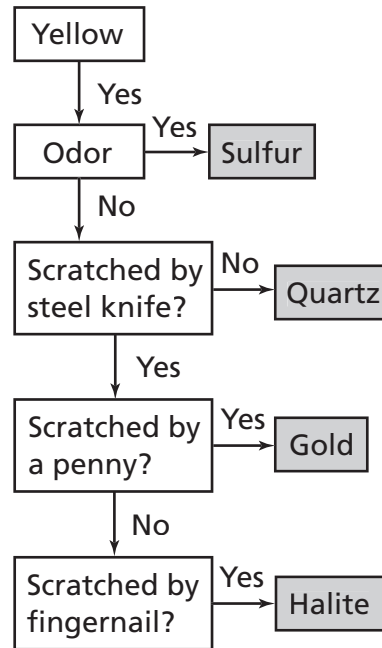 Yellow
Yes
Odor
Yes
Sulfur
No
Scratched by
steel knife?
No
Quartz
Yes
Scratched by
a penny?
Yes
Gold
No
Scratched by
fingernail?
Yes
Halite